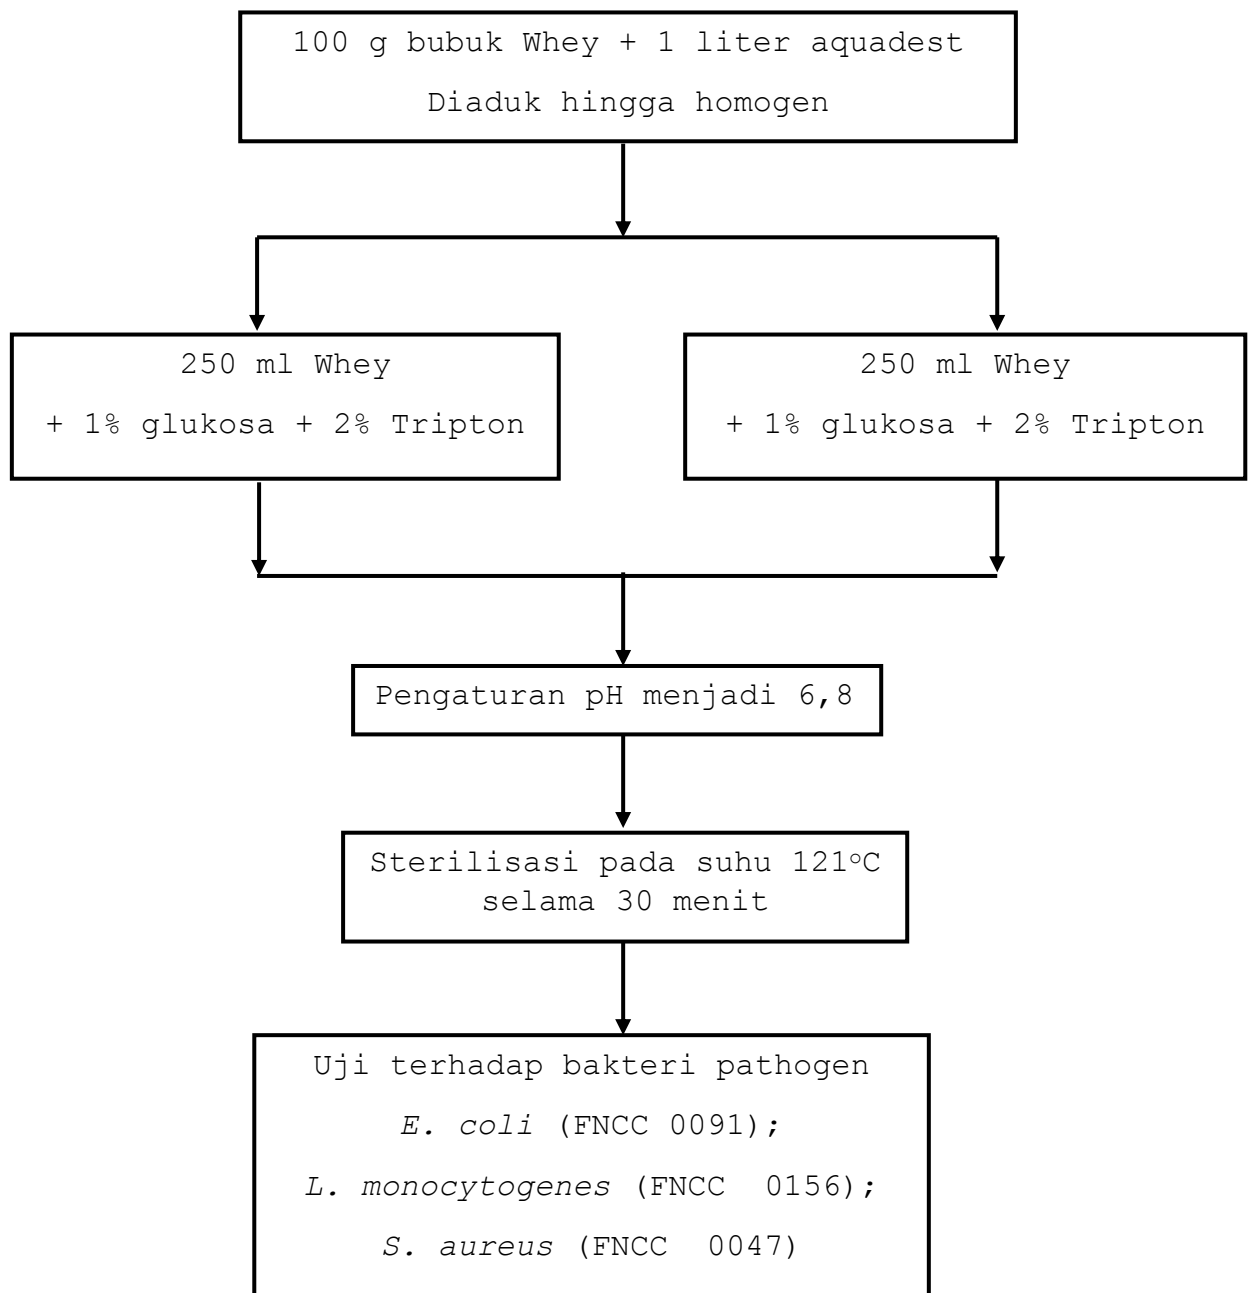 100 g bubuk Whey + 1 liter aquadest
Diaduk hingga homogen
250 ml Whey
+ 1% glukosa + 2% Tripton
250 ml Whey
+ 1% glukosa + 2% Tripton
Pengaturan pH menjadi 6,8
Sterilisasi pada suhu 121°C
selama 30 menit
Uji terhadap bakteri pathogen
E. coli (FNCC 0091);
L. monocytogenes (FNCC 0156);
S. aureus (FNCC 0047)